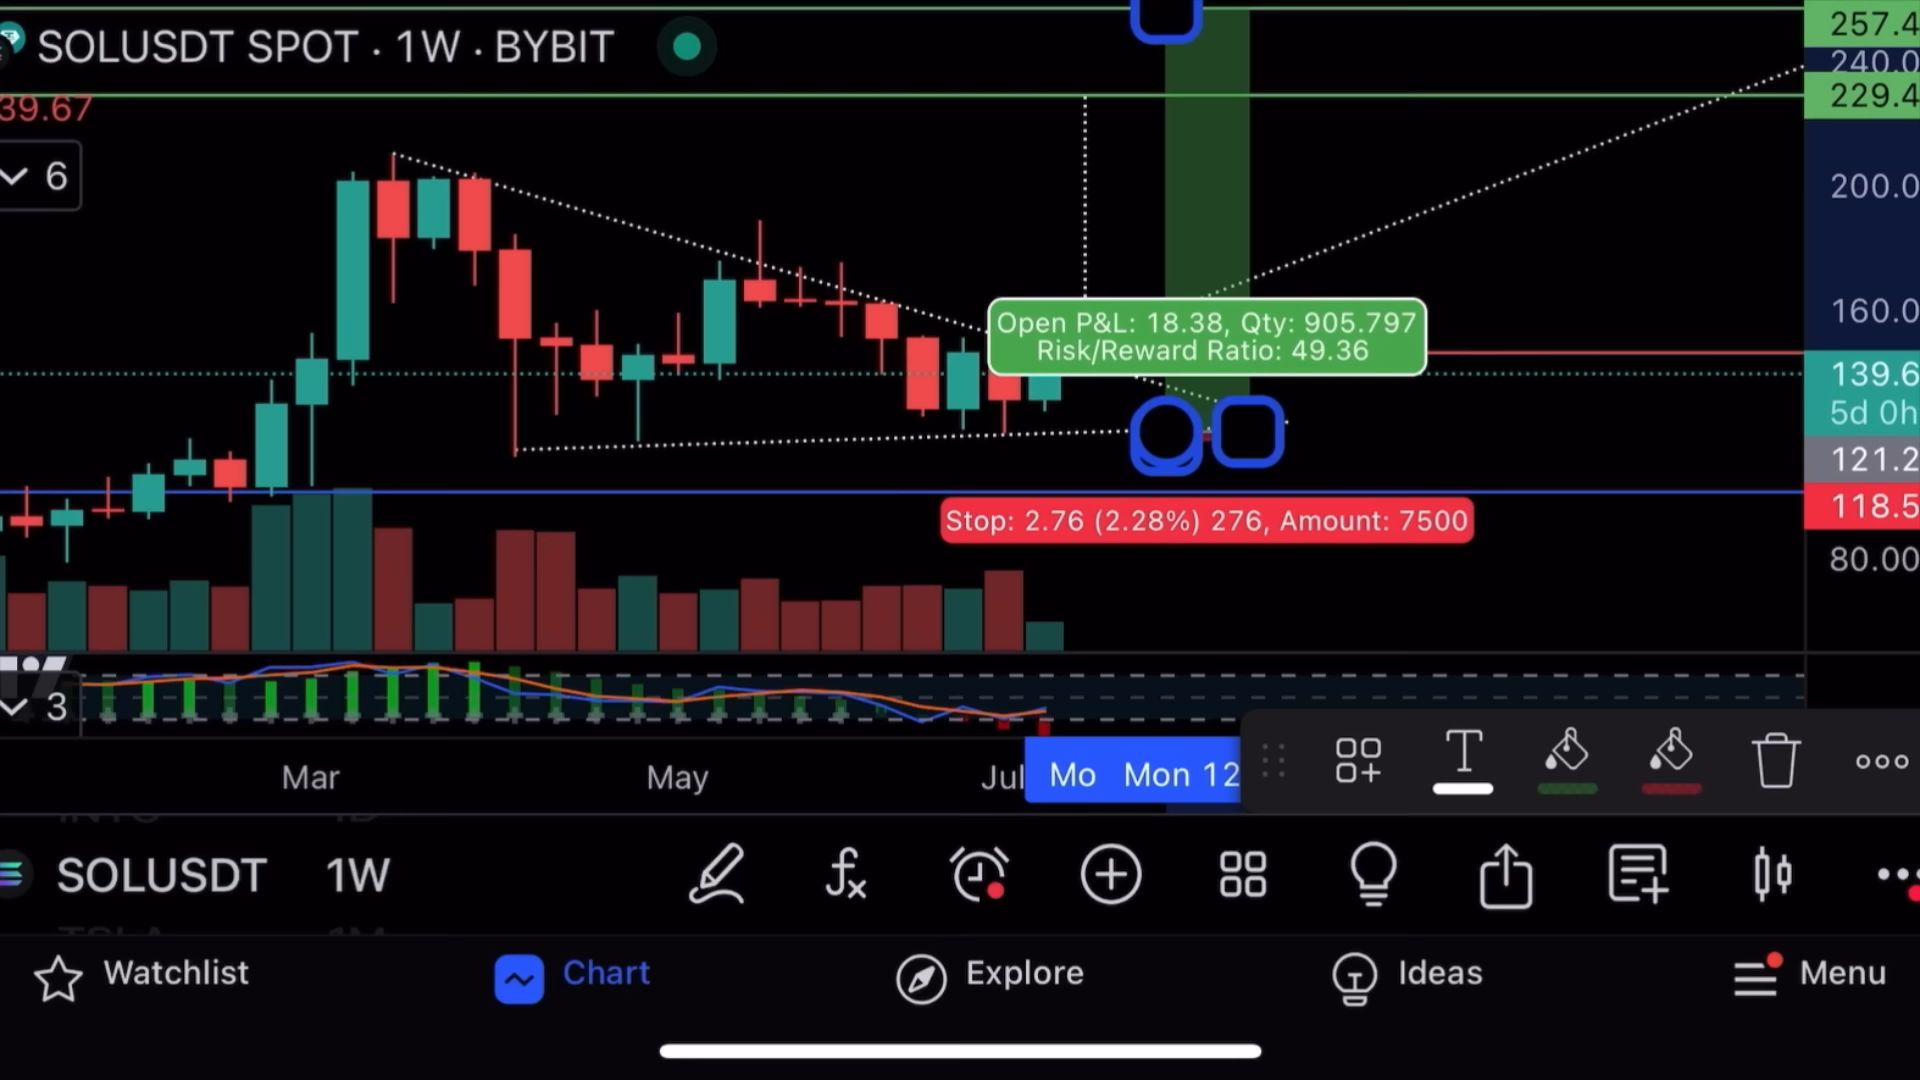 SOLUSDT SPOT · 1W · BYBIT
39.67
6
257.4
240.0
229.4
200.0
160.0
Open P&L: 18.38, Qty: 905.797
Risk/Reward Ratio: 49.36
139.6
5d 0h
121.2
118.5
Stop: 2.76 (2.28%) 276, Amount: 7500
80.00
3
Mar
May
Jul
Mo
Mon 12
T
SOLUSDT 1W
Watchlist
Chart
Explore
Ideas
Menu